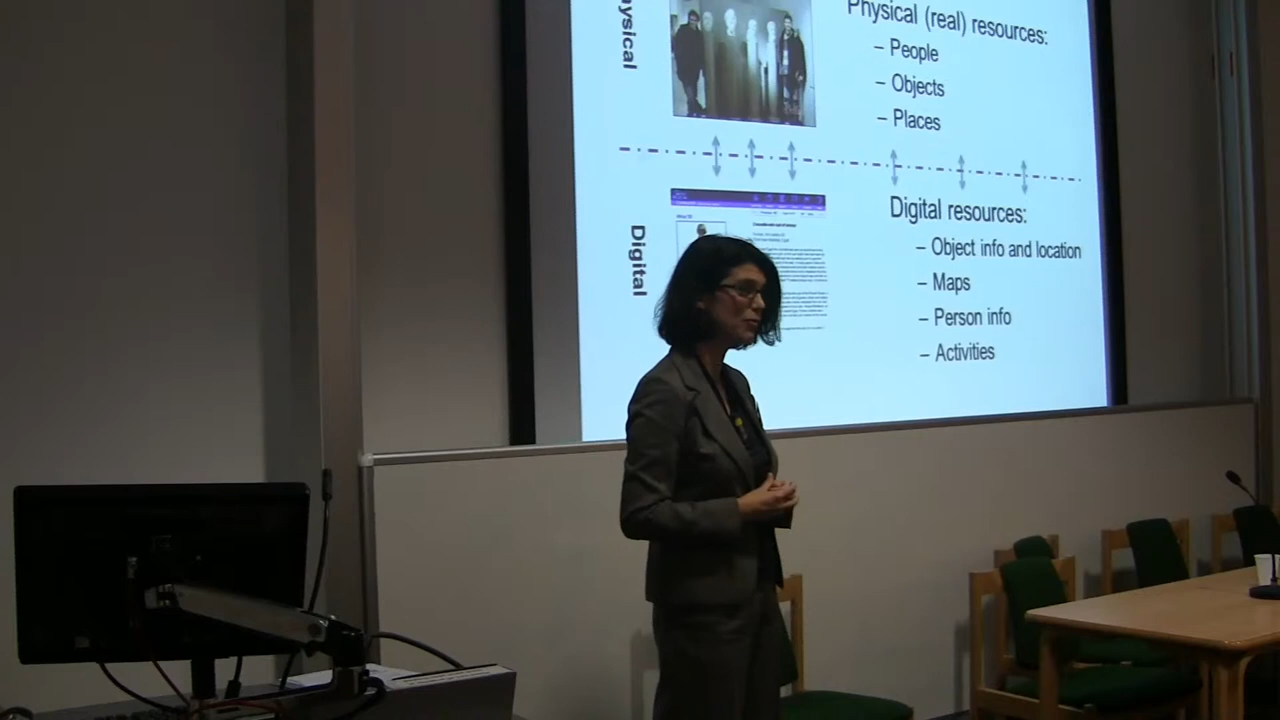 ysical
Physical (real) resources:
– People
– Objects
– Places
Digital
Digital resources:
– Object info and location
– Maps
– Person info
– Activities